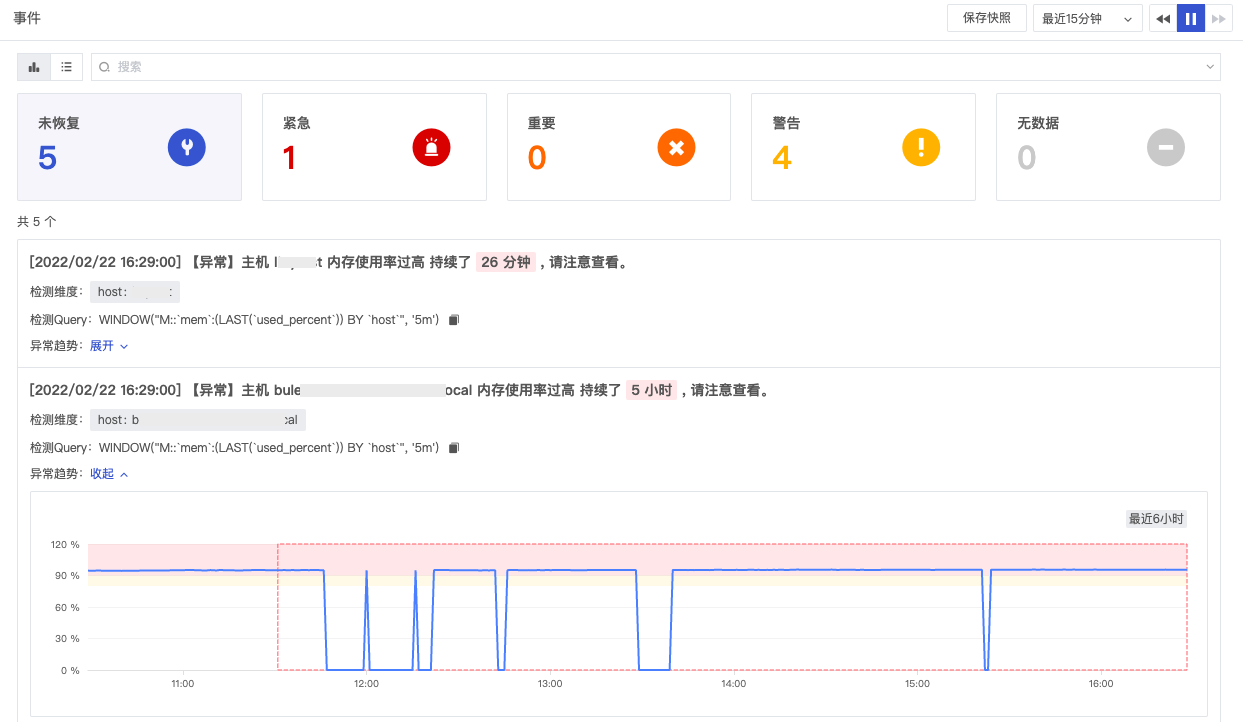 事件
保存快照
最近15分钟
搜索
未恢复
5
紧急
1
重要
0
警告
4
无数据
0
共 5 个
[2022/02/22 16:29:00] 【异常】主机 t 内存使用率过高 持续了 26 分钟 , 请注意查看。
检测维度: host:
检测Query: WINDOW("M::`mem`:(LAST(`used_percent`)) BY `host`", '5m')
异常趋势: 展开
[2022/02/22 16:29:00] 【异常】主机 bule ocal 内存使用率过高 持续了 5 小时 , 请注意查看。
检测维度: host: b cal
检测Query: WINDOW("M::`mem`:(LAST(`used_percent`)) BY `host`", '5m')
异常趋势: 收起
最近6小时
120 %
90 %
60 %
30 %
0 %
11:00 12:00 13:00 14:00 15:00 16:00